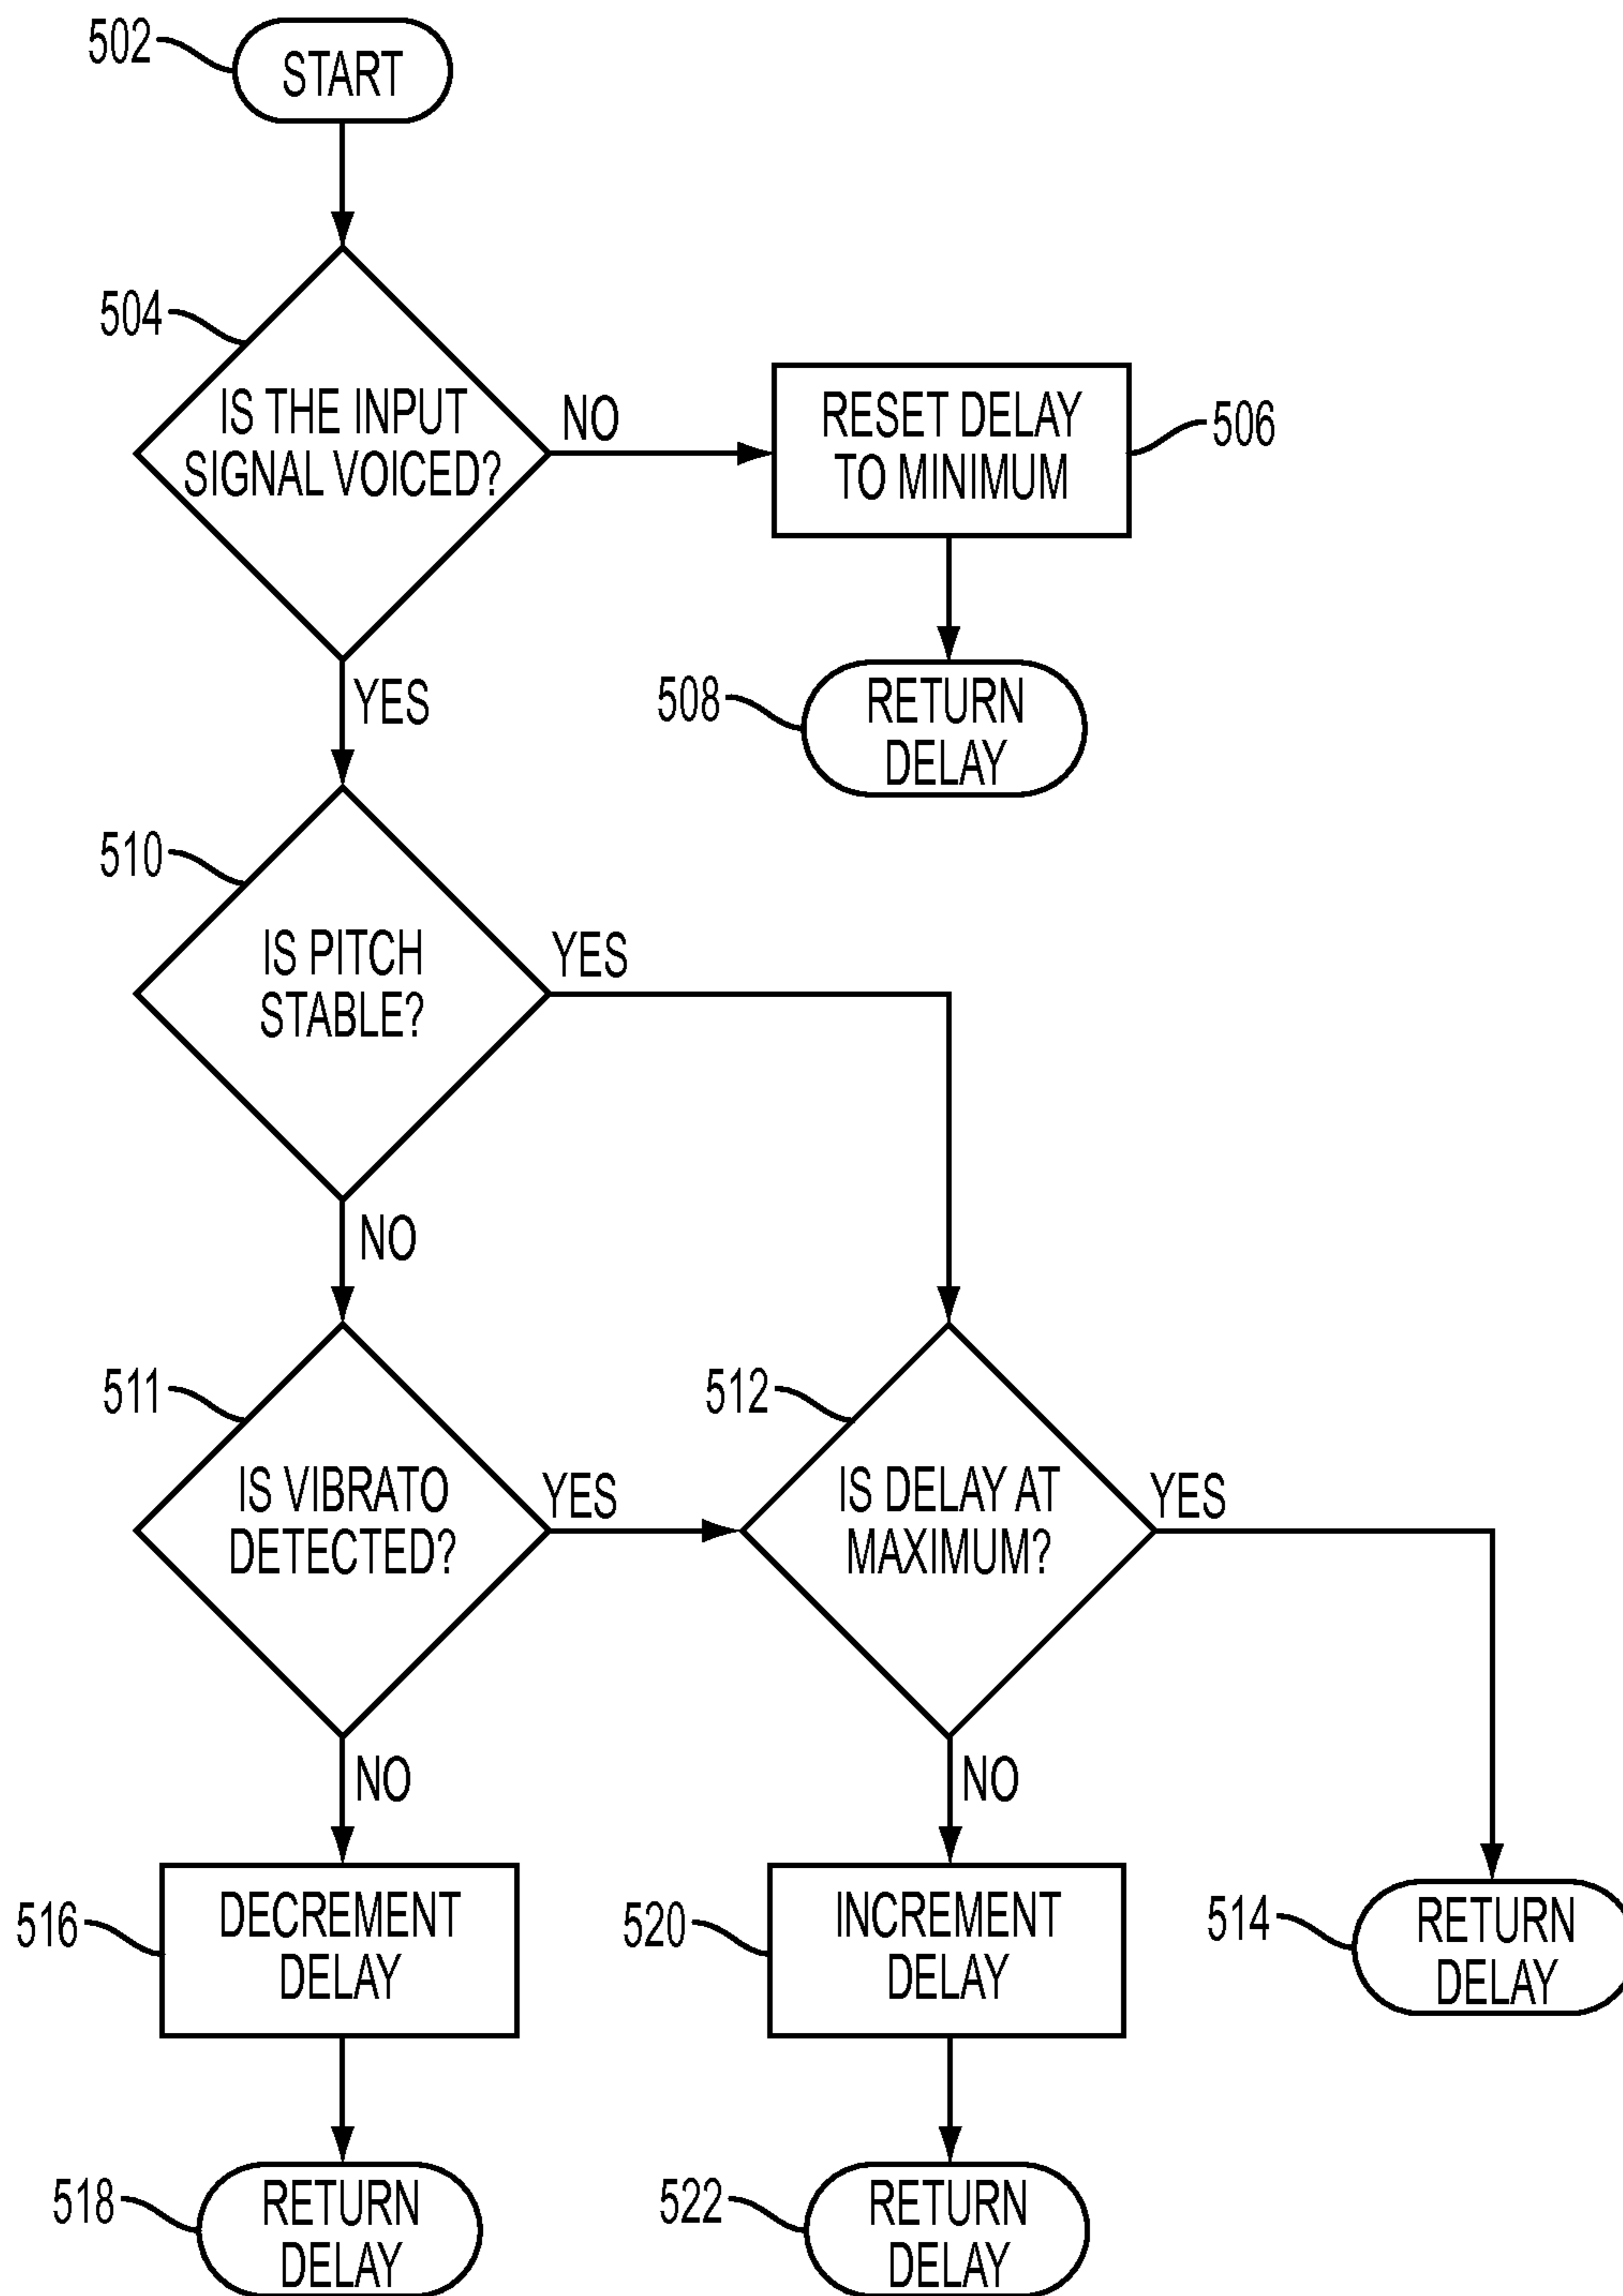 502
START
504
IS THE INPUT
SIGNAL VOICED?
NO
RESET DELAY
TO MINIMUM
506
YES
508
RETURN
DELAY
510
IS PITCH
STABLE?
YES
NO
511
IS VIBRATO
DETECTED?
YES
512
IS DELAY AT
MAXIMUM?
YES
NO
NO
516
DECREMENT
DELAY
520
INCREMENT
DELAY
514
RETURN
DELAY
518
RETURN
DELAY
522
RETURN
DELAY